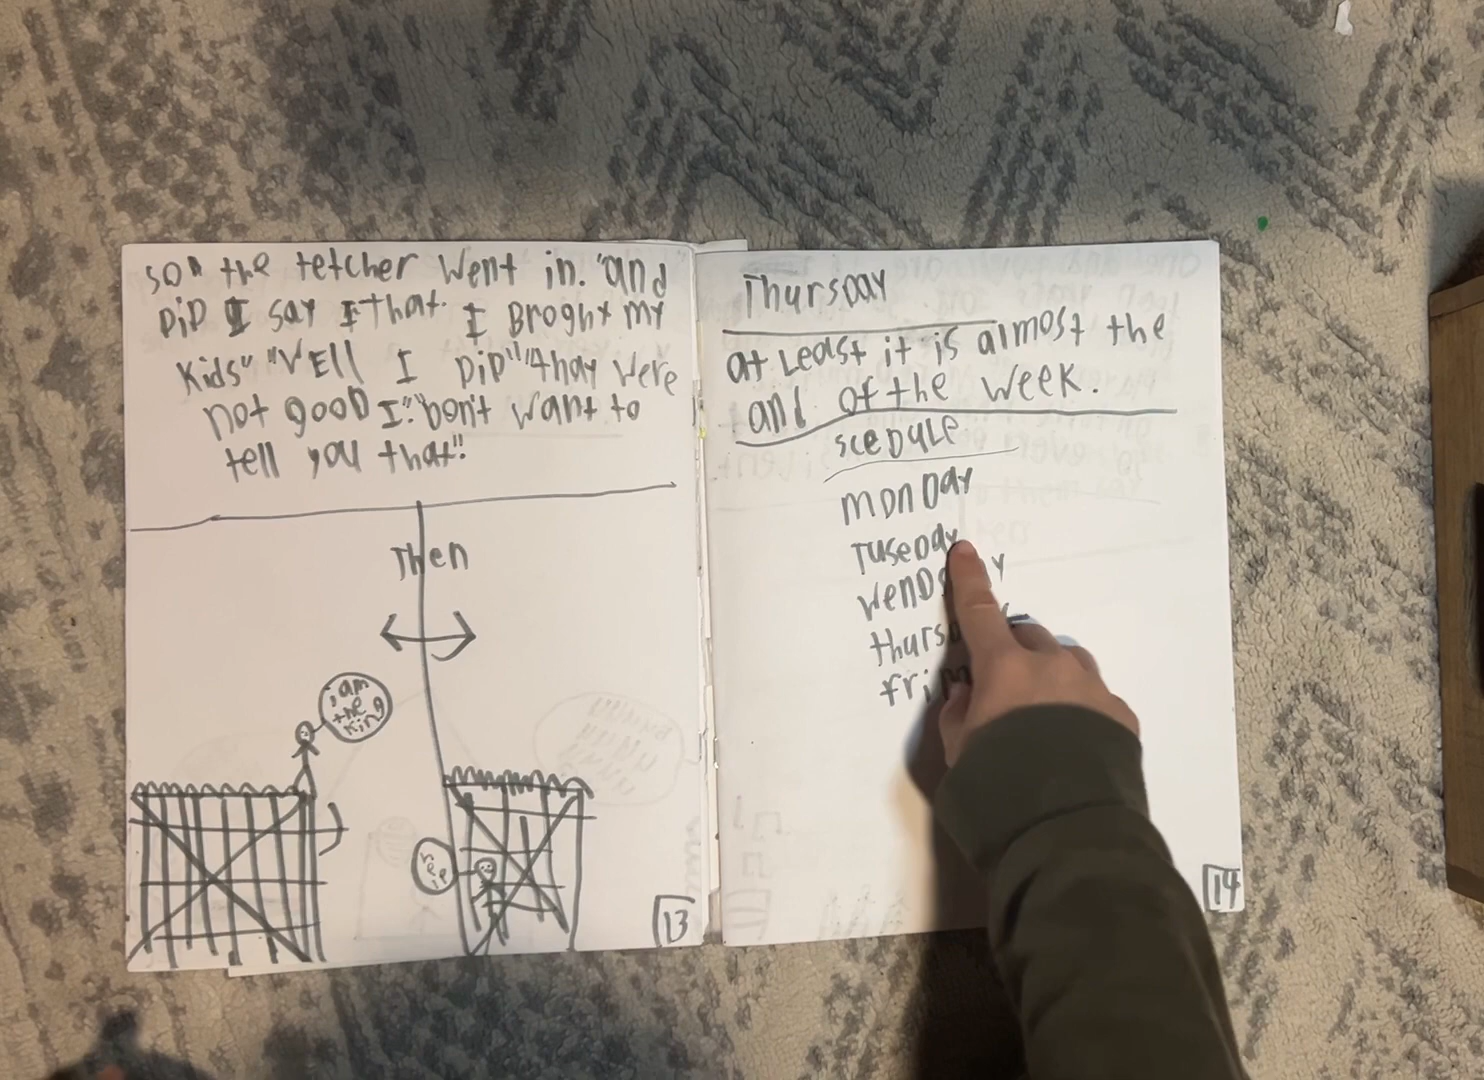 so" the tetcher went in. "and
DiD I say I that. I Broght my
Kids" "VEll I DiD" "thay were
not gooD I." "Don't want to
tell you that"!
Then
i am
the
King
help
13
Thursday
at Least it is almost the
and of the week.
sceDule
monDay
TuseDay
thurs
14